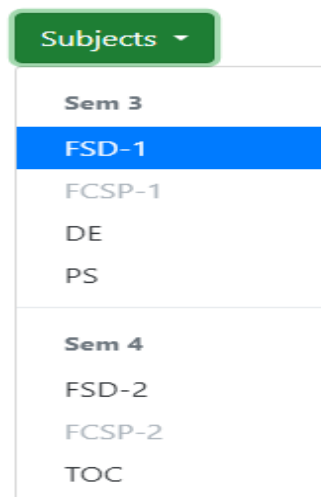 Subjects
Sem 3
FSD-1
FCSP-1
DE
PS
Sem 4
FSD-2
FCSP-2
TOC